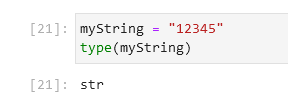 [21]: myString = "12345"
type(myString)
[21]: str